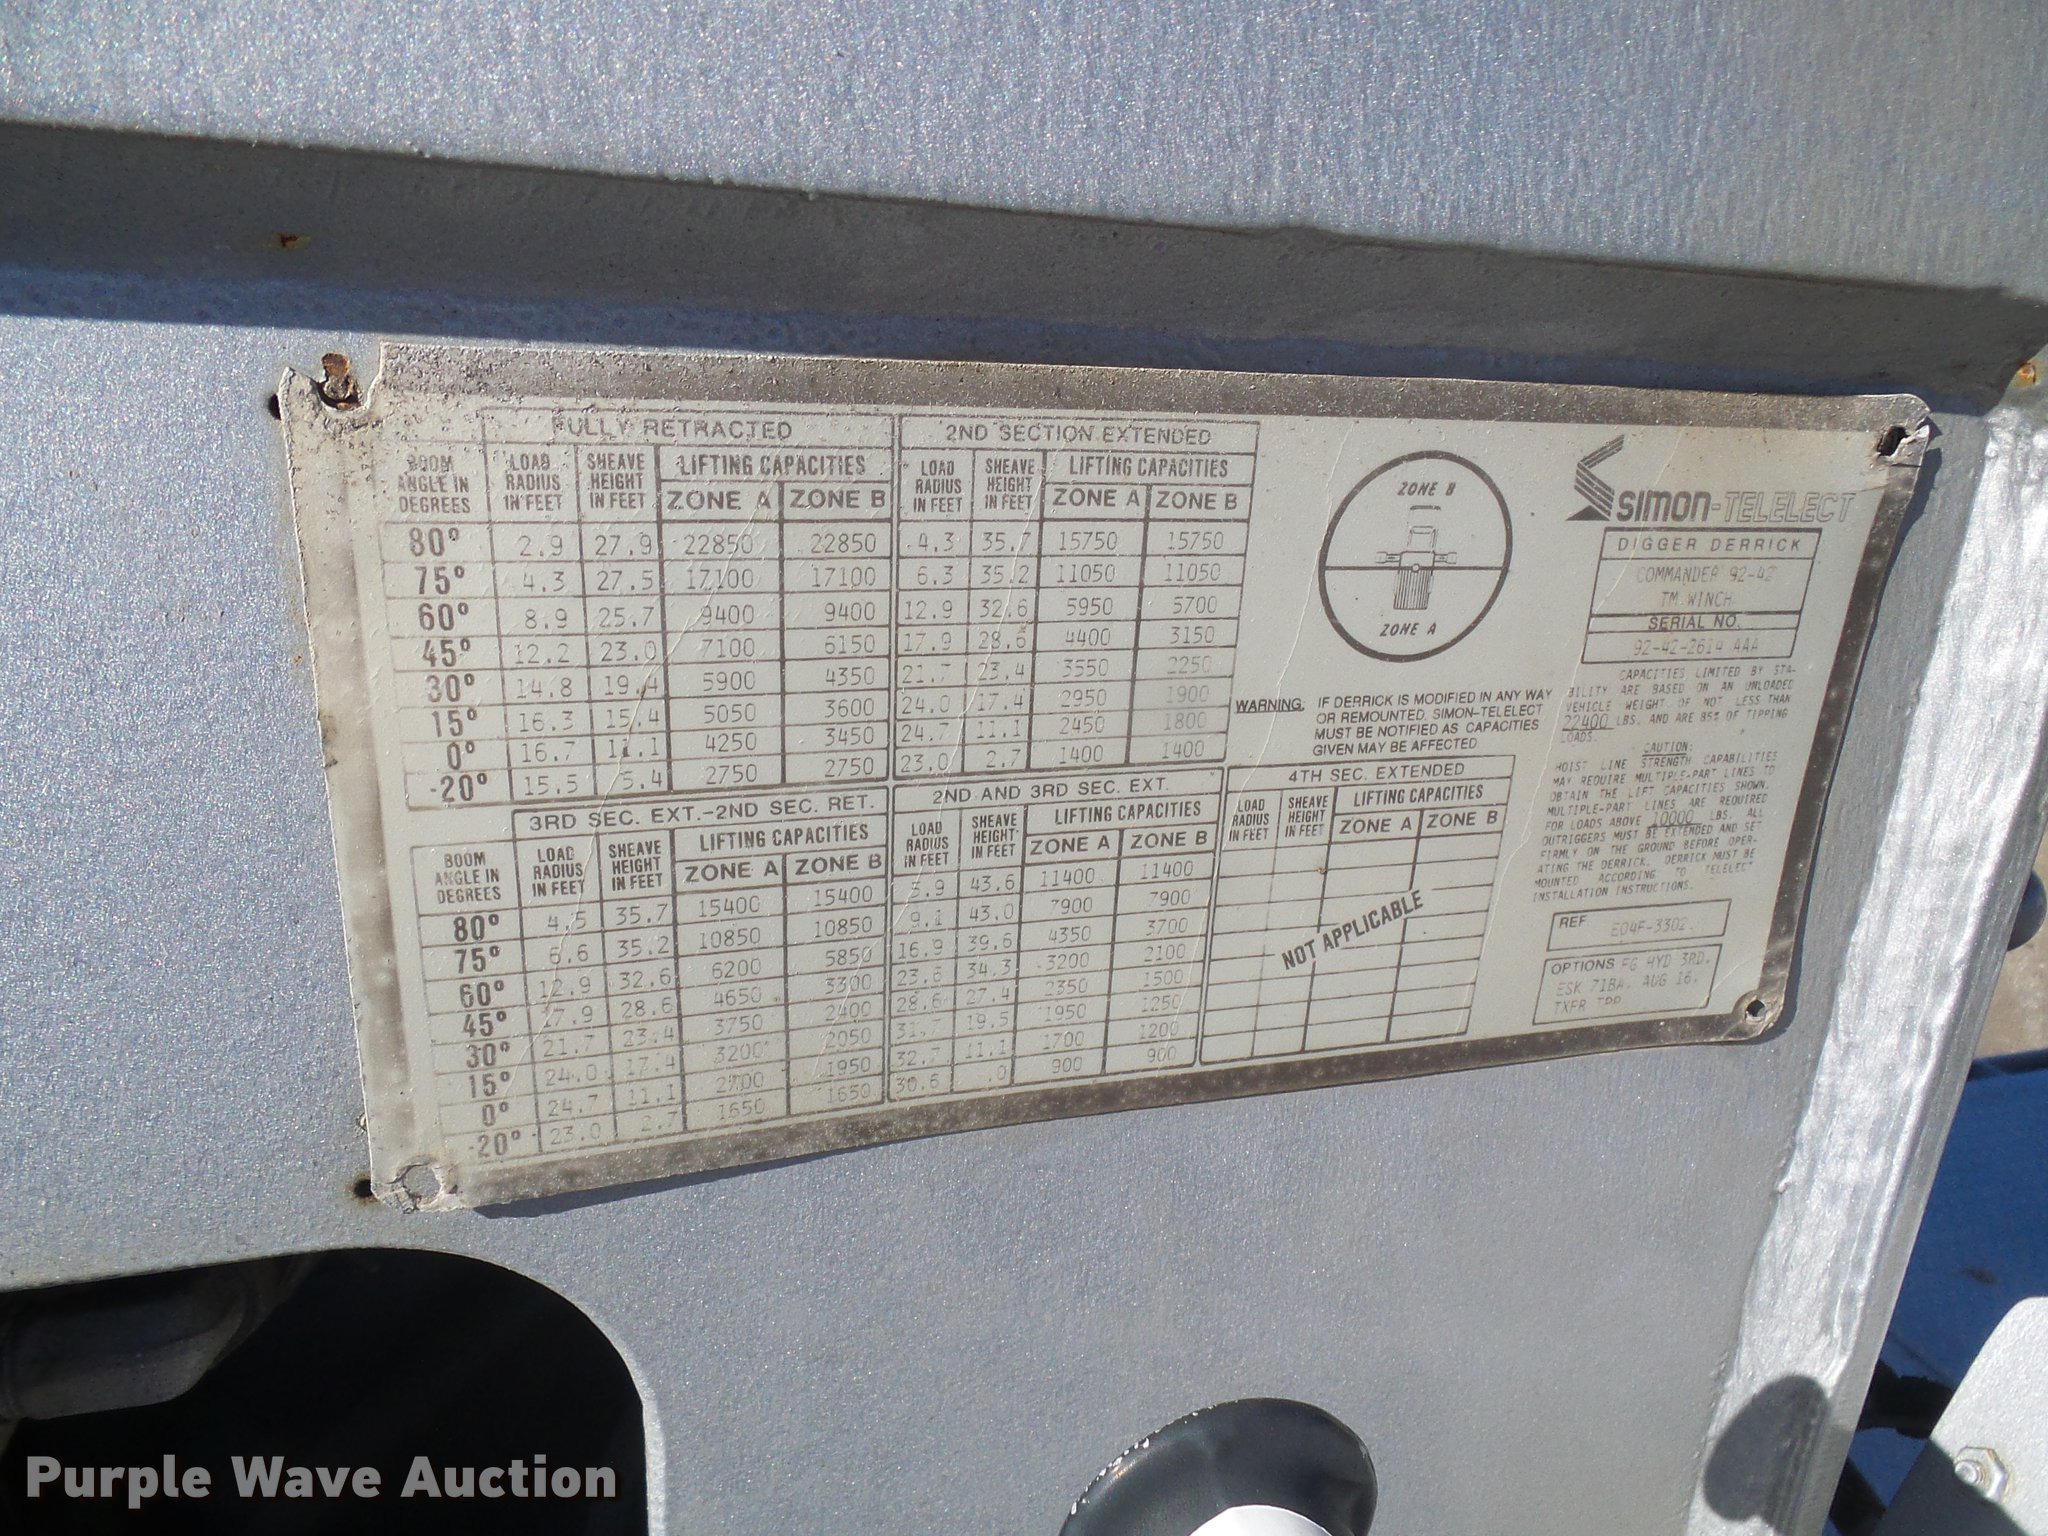 FULLY RETRACTED
BOOM ANGLE IN DEGREES LOAD RADIUS IN FEET SHEAVE HEIGHT IN FEET LIFTING CAPACITIES
ZONE A ZONE B
80° 2.9 27.9 22850 22850
75° 4.3 27.5 17100 17100
60° 8.9 25.7 9400 9400
45° 12.2 23.0 7100 6150
30° 14.8 19.4 5900 4350
15° 16.3 15.4 5050 3600
0° 16.7 11.1 4250 3450
-20° 15.5 5.4 2750 2750
2ND SECTION EXTENDED
LOAD RADIUS IN FEET SHEAVE HEIGHT IN FEET LIFTING CAPACITIES
ZONE A ZONE B
4.3 35.7 15750 15750
6.3 35.2 11050 11050
12.9 32.6 5950 5700
17.9 28.6 4400 3150
21.7 23.4 3550 2250
24.0 17.4 2950 1900
24.7 11.1 2450 1800
23.0 2.7 1400 1400
3RD SEC. EXT.-2ND SEC. RET.
BOOM ANGLE IN DEGREES LOAD RADIUS IN FEET SHEAVE HEIGHT IN FEET LIFTING CAPACITIES
ZONE A ZONE B
80° 4.5 35.7 15400 15400
75° 6.6 35.2 10850 10850
60° 12.9 32.6 6200 5850
45° 17.9 28.6 4650 3300
30° 21.7 23.4 3750 2400
15° 24.0 17.4 3200 2050
0° 24.7 11.1 2700 1950
-20° 23.0 2.7 1650 1650
2ND AND 3RD SEC. EXT.
LOAD RADIUS IN FEET SHEAVE HEIGHT IN FEET LIFTING CAPACITIES
ZONE A ZONE B
5.9 43.6 11400 11400
9.1 43.0 7900 7900
16.9 39.6 4350 3700
23.6 34.3 3200 2100
28.6 27.4 2350 1500
31.7 19.5 1950 1250
32.7 11.1 1700 1200
30.6 .0 900 900
ZONE B
ZONE A
WARNING: IF DERRICK IS MODIFIED IN ANY WAY
OR REMOUNTED, SIMON-TELELECT
MUST BE NOTIFIED AS CAPACITIES
GIVEN MAY BE AFFECTED
4TH SEC. EXTENDED
LOAD RADIUS IN FEET SHEAVE HEIGHT IN FEET LIFTING CAPACITIES
ZONE A ZONE B
NOT APPLICABLE
SIMON-TELELECT
DIGGER DERRICK
COMMANDER 92-42
TM WINCH
SERIAL NO.
92-42-2614 AAA
CAPACITIES LIMITED BY STA-
BILITY ARE BASED ON AN UNLOADED
VEHICLE WEIGHT OF NOT LESS THAN
22400 LBS. AND ARE 85% OF TIPPING
LOADS.
CAUTION:
HOIST LINE STRENGTH CAPABILITIES
MAY REQUIRE MULTIPLE-PART LINES TO
OBTAIN THE LIFT CAPACITIES SHOWN.
MULTIPLE-PART LINES ARE REQUIRED
FOR LOADS ABOVE 10000 LBS. ALL
OUTRIGGERS MUST BE EXTENDED AND SET
FIRMLY ON THE GROUND BEFORE OPER-
ATING THE DERRICK. DERRICK MUST BE
MOUNTED ACCORDING TO TELELECT
INSTALLATION INSTRUCTIONS.
REF E04F-3302
OPTIONS FG HYD 3RD,
ESK 71BA, AUG 16,
TXFR TPP
Purple Wave Auction